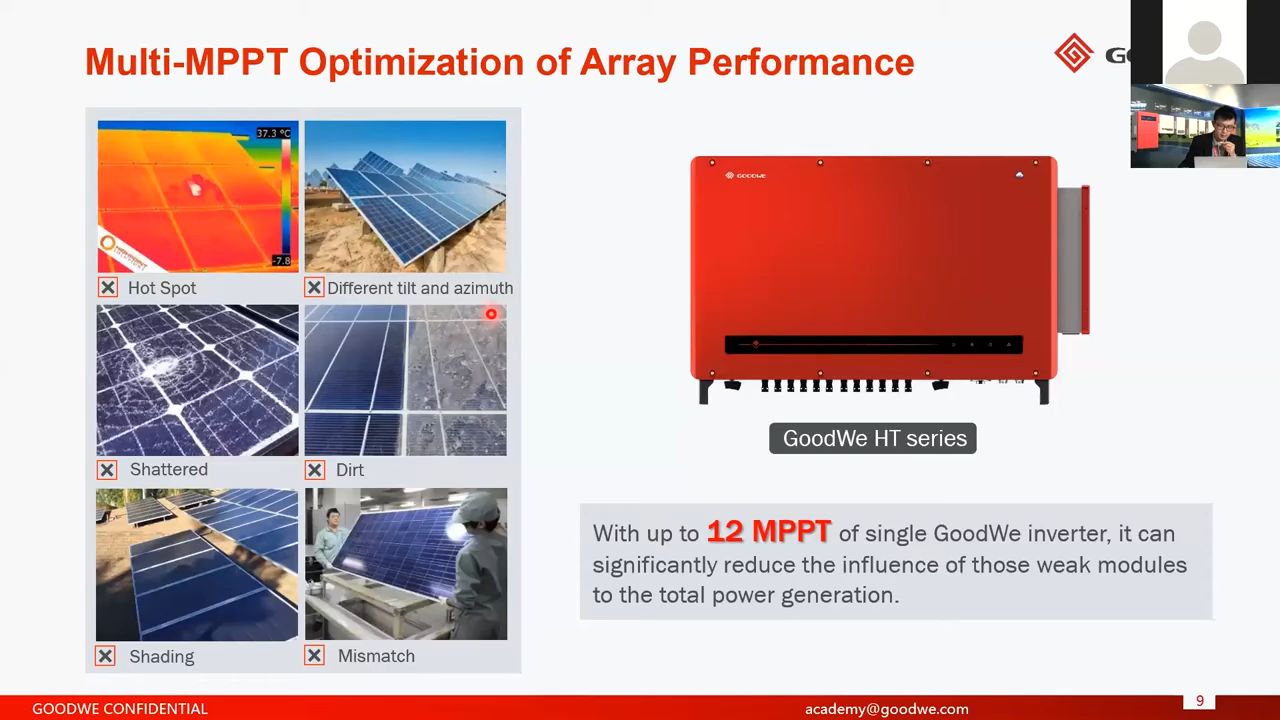 Multi-MPPT Optimization of Array Performance
37.3 °C
-7.8
Hot Spot
Different tilt and azimuth
Shattered
Dirt
Shading
Mismatch
GOODWE
GoodWe HT series
With up to 12 MPPT of single GoodWe inverter, it can
significantly reduce the influence of those weak modules
to the total power generation.
GOODWE CONFIDENTIAL
academy@goodwe.com
9